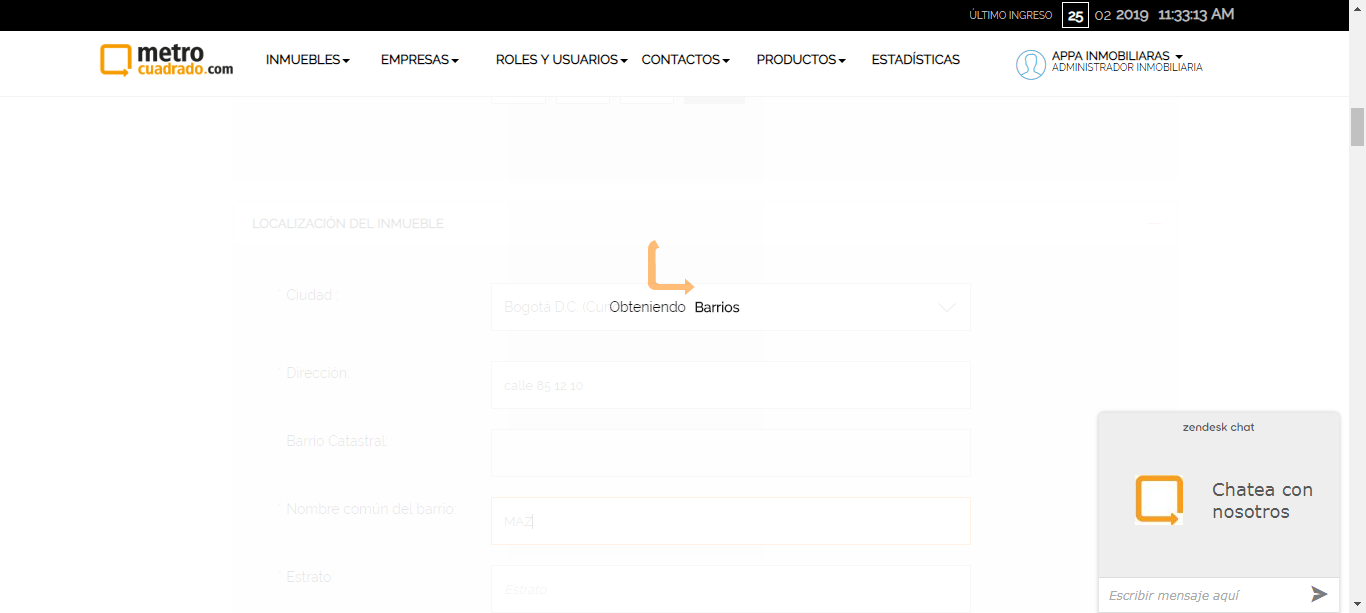 ÚLTIMO INGRESO 25 02 2019 11:33:13 AM
metro
cuadrado.com
INMUEBLES EMPRESAS ROLES Y USUARIOS CONTACTOS PRODUCTOS ESTADÍSTICAS
APPA INMOBILIARAS
ADMINISTRADOR INMOBILIARIA
LOCALIZACIÓN DEL INMUEBLE
* Ciudad:
Bogotá D.C. (Cun
Obteniendo Barrios
* Dirección:
calle 85 12 10
Barrio Catastral:
* Nombre común del barrio:
MAZ
* Estrato:
Estrato
zendesk chat
Chatea con
nosotros
Escribir mensaje aquí